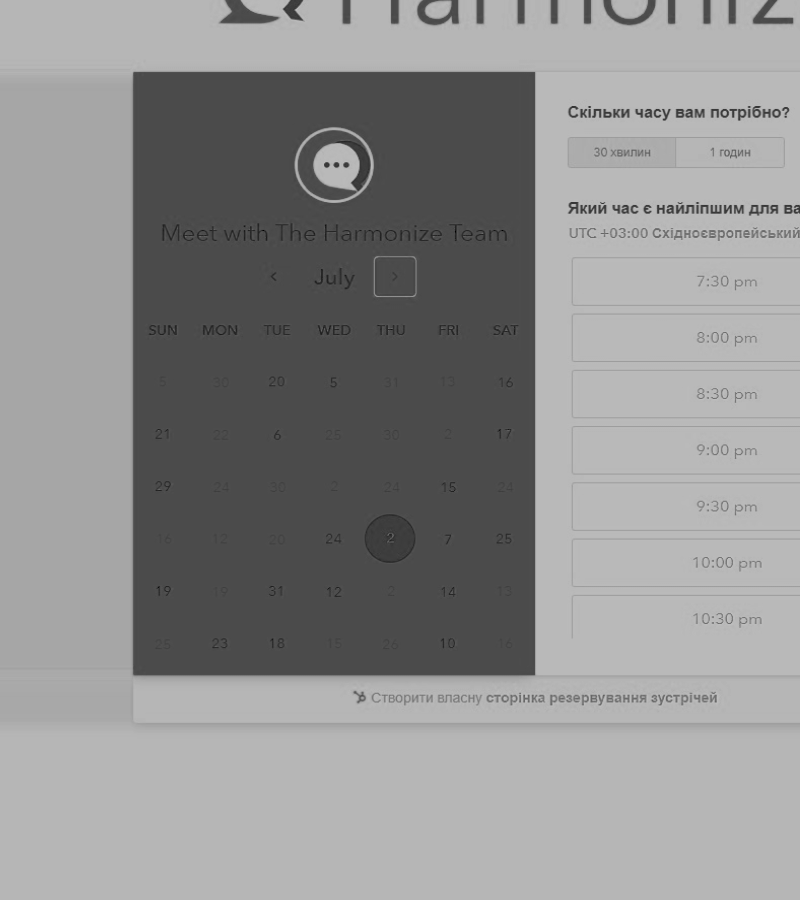 Harmoniz
Meet with The Harmonize Team
July
SUN MON TUE WED THU FRI SAT
5 30 20 5 31 13 16
21 22 6 25 30 2 17
29 24 30 2 24 15 24
16 12 20 24 2 7 25
19 19 31 12 2 14 13
25 23 18 15 26 10 16
Скільки часу вам потрібно?
30 хвилин 1 годин
Який час є найліпшим для ва
UTC +03:00 Східноєвропейський
7:30 pm
8:00 pm
8:30 pm
9:00 pm
9:30 pm
10:00 pm
10:30 pm
Створити власну сторінка резервування зустрічей